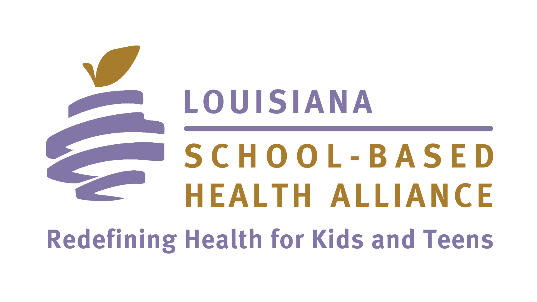 LOUISIANA
SCHOOL-BASED
HEALTH ALLIANCE
Redefining Health for Kids and Teens